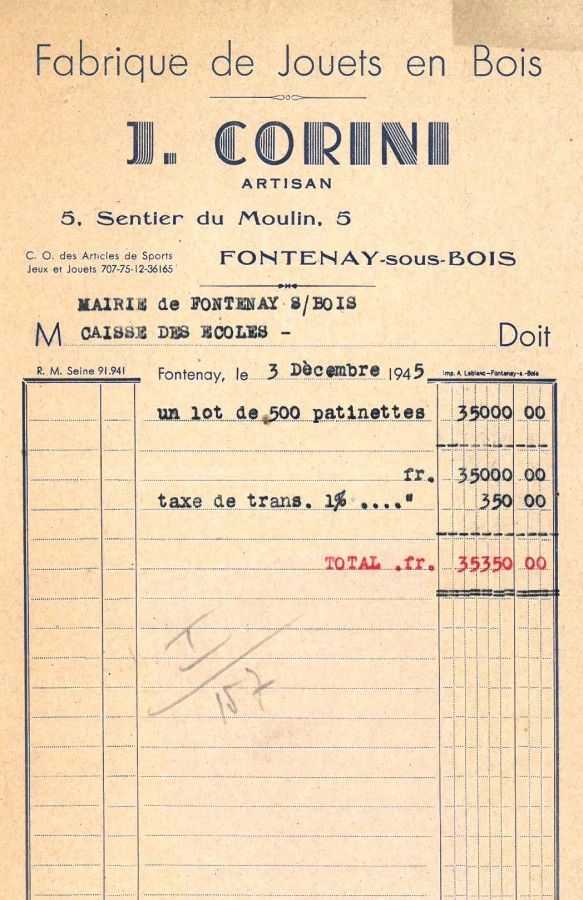 Fabrique de Jouets en Bois
J. CORINI
ARTISAN
5, Sentier du Moulin, 5
C. O. des Articles de Sports
Jeux et Jouets 707-75-12-36165
FONTENAY-sous-BOIS
MAIRIE de FONTENAY S/BOIS
M CAISSE DES ECOLES - Doit
R. M. Seine 91.941
Fontenay, le 3 Dècembre 1945
Imp. A. Leblanc-Fontenay-s.-Bois
un lot de 500 patinettes 35000 00
fr. 35000 00
taxe de trans. 1% ...." 350 00
TOTAL .fr. 35350 00
157